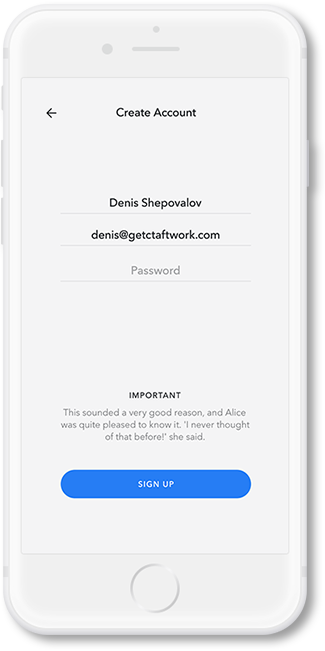 Create Account
Denis Shepovalov
denis@getctaftwork.com
Password
IMPORTANT
This sounded a very good reason, and Alice
was quite pleased to know it. 'I never thought
of that before!' she said.
SIGN UP